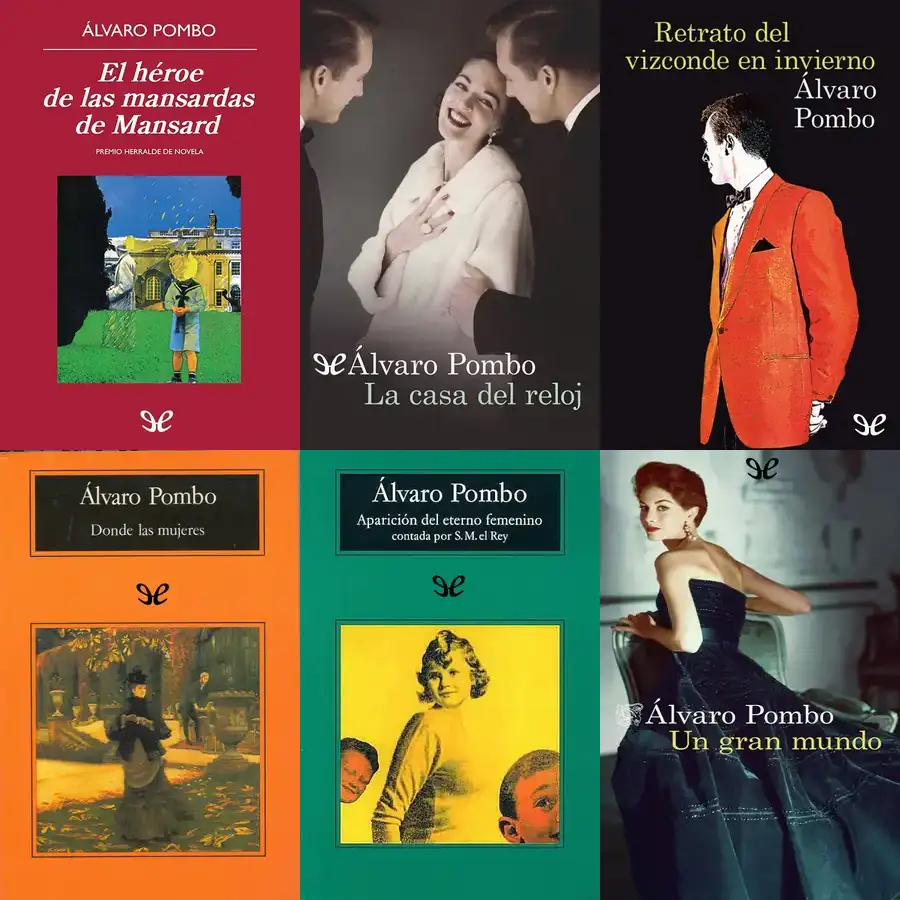 ÁLVARO POMBO
El héroe
de las mansardas
de Mansard
PREMIO HERRALDE DE NOVELA
Álvaro Pombo
La casa del reloj
Retrato del
vizconde en invierno
Álvaro
Pombo
Álvaro Pombo
Donde las mujeres
Álvaro Pombo
Aparición del eterno femenino
contada por S. M. el Rey
Álvaro Pombo
Un gran mundo